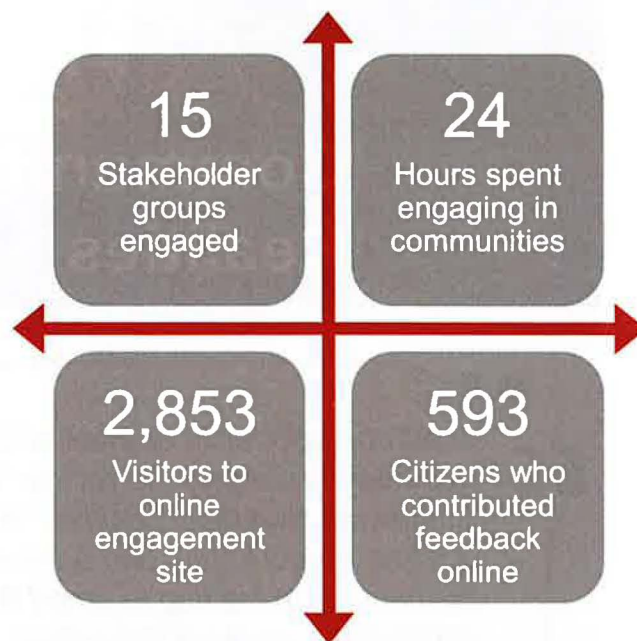 15
Stakeholder
groups
engaged
24
Hours spent
engaging in
communities
2,853
Visitors to
online
engagement
site
593
Citizens who
contributed
feedback
online